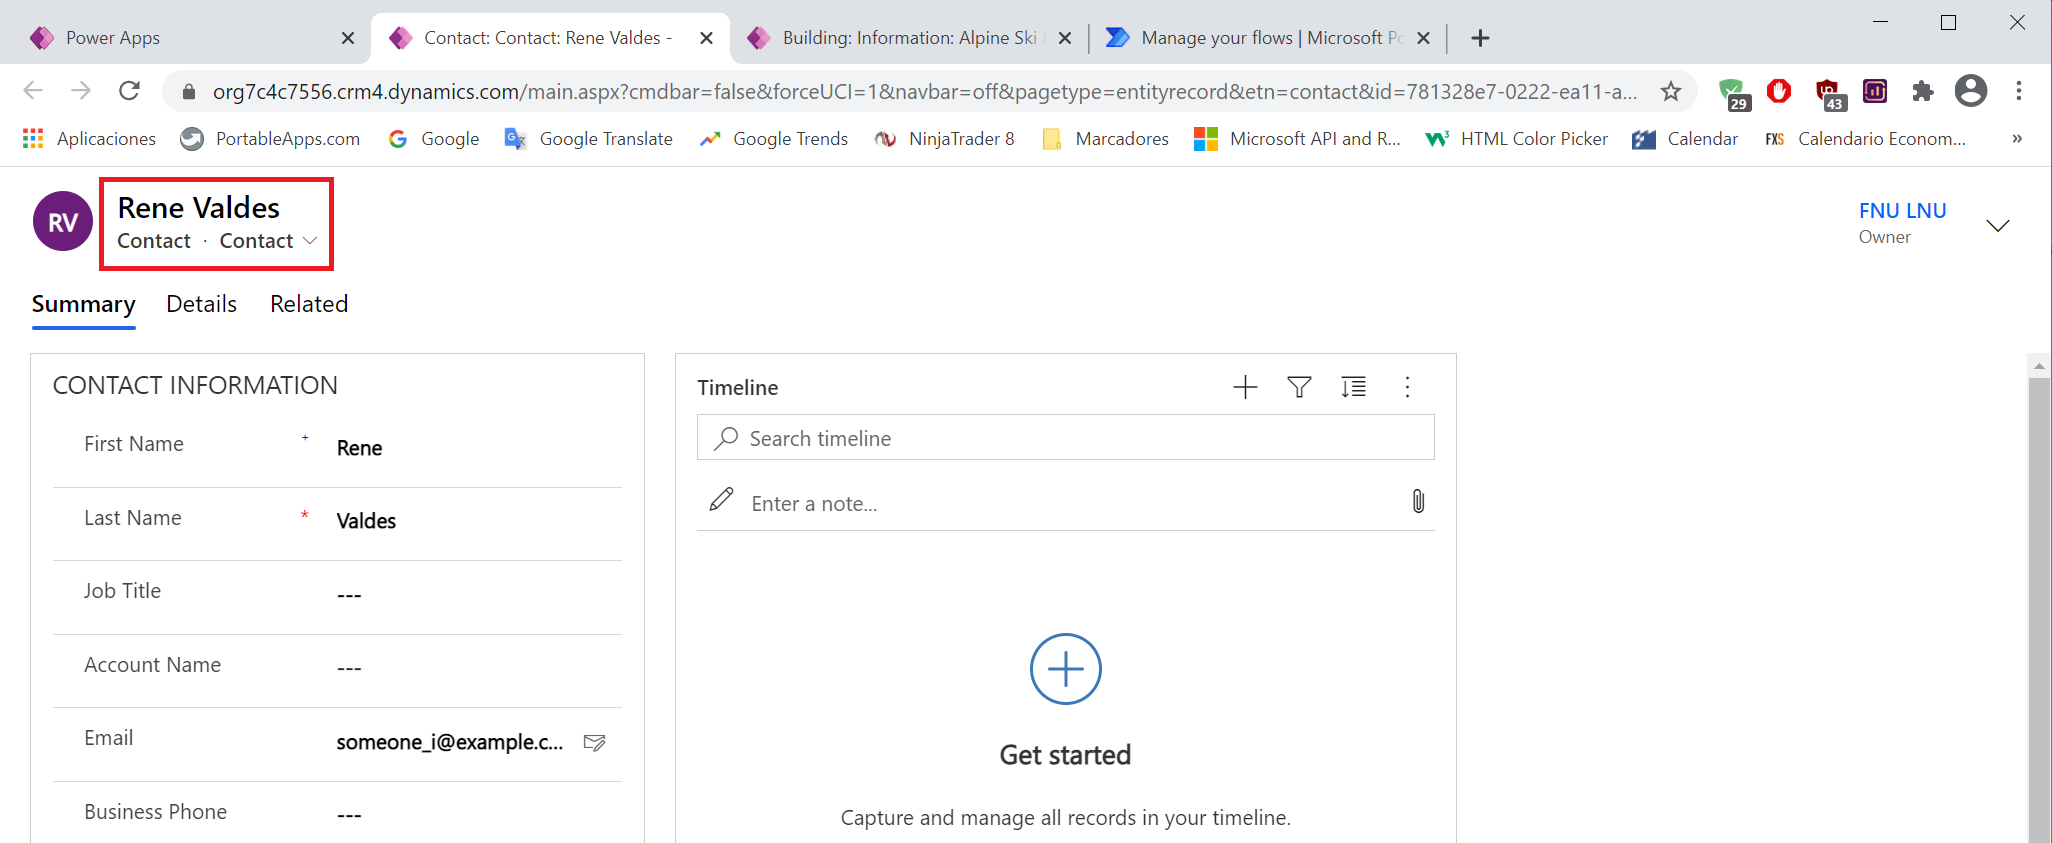 Power Apps
Contact: Contact: Rene Valdes -
Building: Information: Alpine Ski
Manage your flows | Microsoft Po
org7c4c7556.crm4.dynamics.com/main.aspx?cmdbar=false&forceUCI=1&navbar=off&pagetype=entityrecord&etn=contact&id=781328e7-0222-ea11-a...
29
43
Aplicaciones
PortableApps.com
Google
Google Translate
Google Trends
NinjaTrader 8
Marcadores
Microsoft API and R...
HTML Color Picker
Calendar
FXS
Calendario Econom...
»
RV
Rene Valdes
Contact · Contact
FNU LNU
Owner
Summary
Details
Related
CONTACT INFORMATION
First Name + Rene
Last Name * Valdes
Job Title ---
Account Name ---
Email someone_i@example.c...
Business Phone ---
Timeline
Search timeline
Enter a note...
Get started
Capture and manage all records in your timeline.